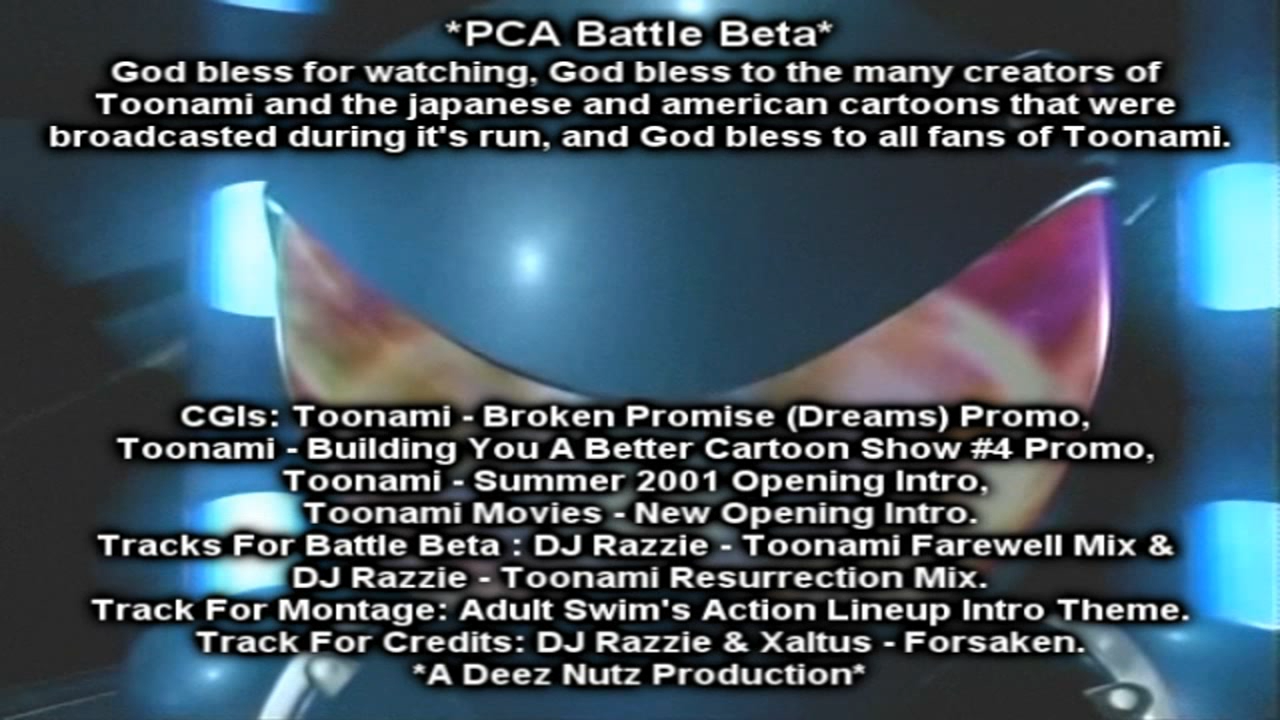 *PCA Battle Beta*
God bless for watching, God bless to the many creators of
Toonami and the japanese and american cartoons that were
broadcasted during it's run, and God bless to all fans of Toonami.
CGIs: Toonami - Broken Promise (Dreams) Promo,
Toonami - Building You A Better Cartoon Show #4 Promo,
Toonami - Summer 2001 Opening Intro,
Toonami Movies - New Opening Intro.
Tracks For Battle Beta : DJ Razzie - Toonami Farewell Mix &
DJ Razzie - Toonami Resurrection Mix.
Track For Montage: Adult Swim's Action Lineup Intro Theme.
Track For Credits: DJ Razzie & Xaltus - Forsaken.
*A Deez Nutz Production*